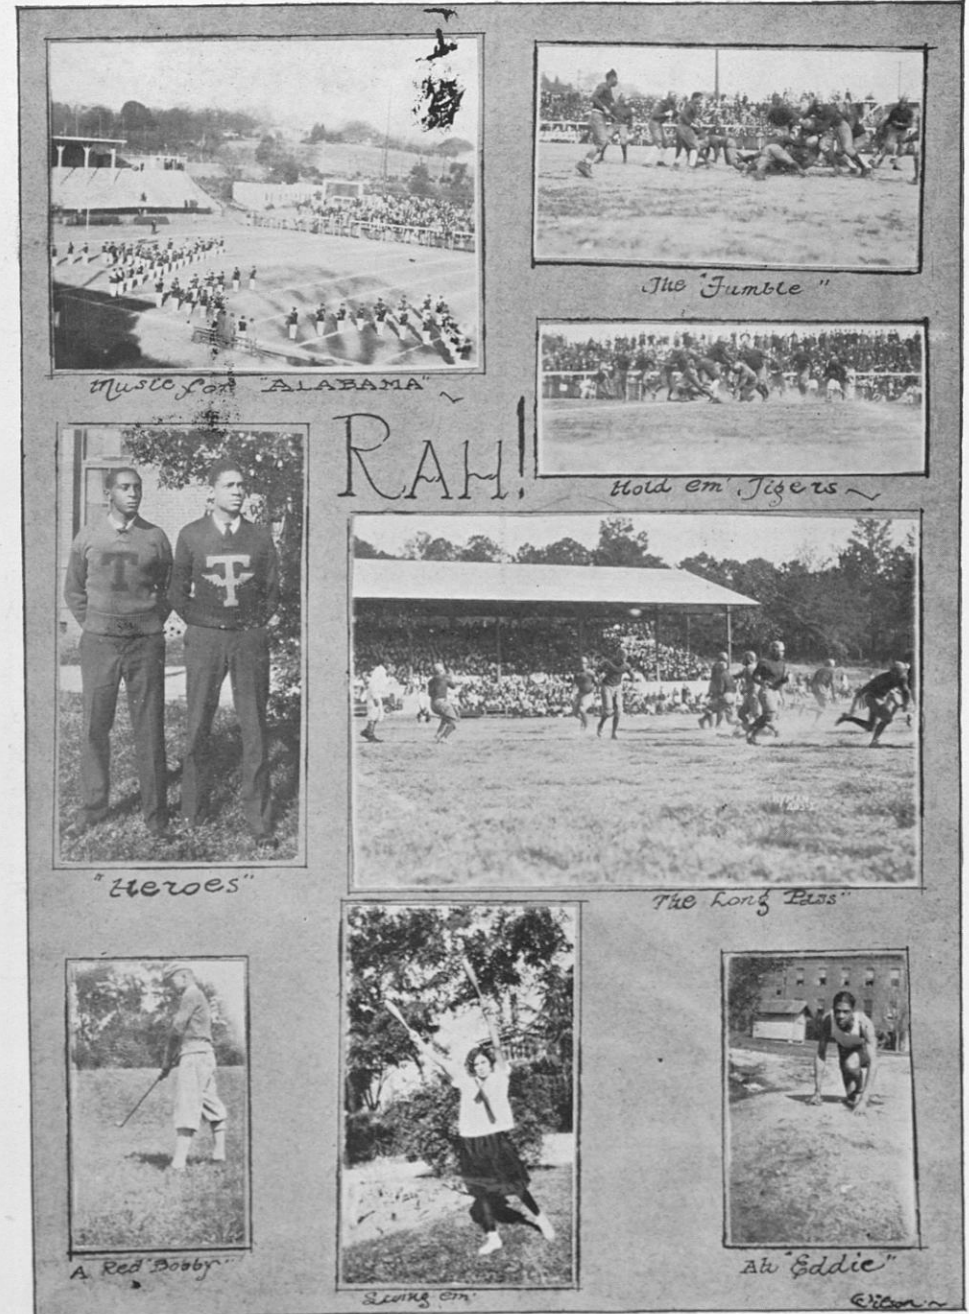 Music for "ALABAMA"
The "Fumble"
RAH!
Hold em' Tigers
T T
"Heroes"
The Long Pass"
A Red "Bobby"
Swing em'
Ah "Eddie"